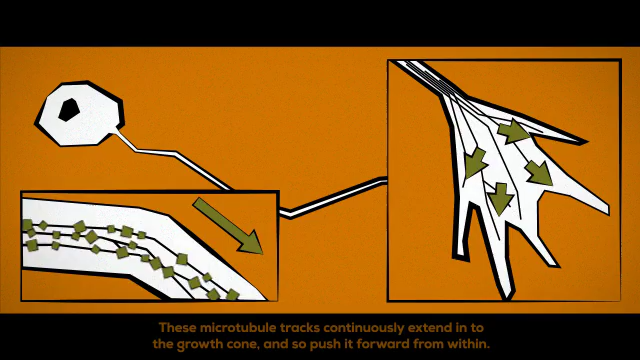 These microtubule tracks continuously extend in to
the growth cone, and so push it forward from within.